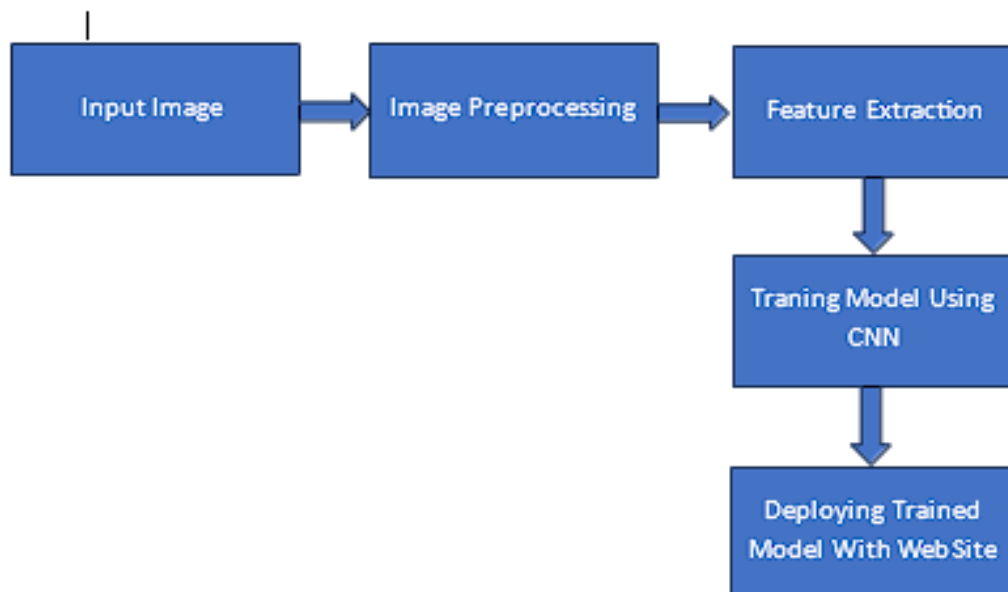 Input Image
Image Preprocessing
Feature Extraction
Traning Model Using
CNN
Deploying Trained
Model With WebSite